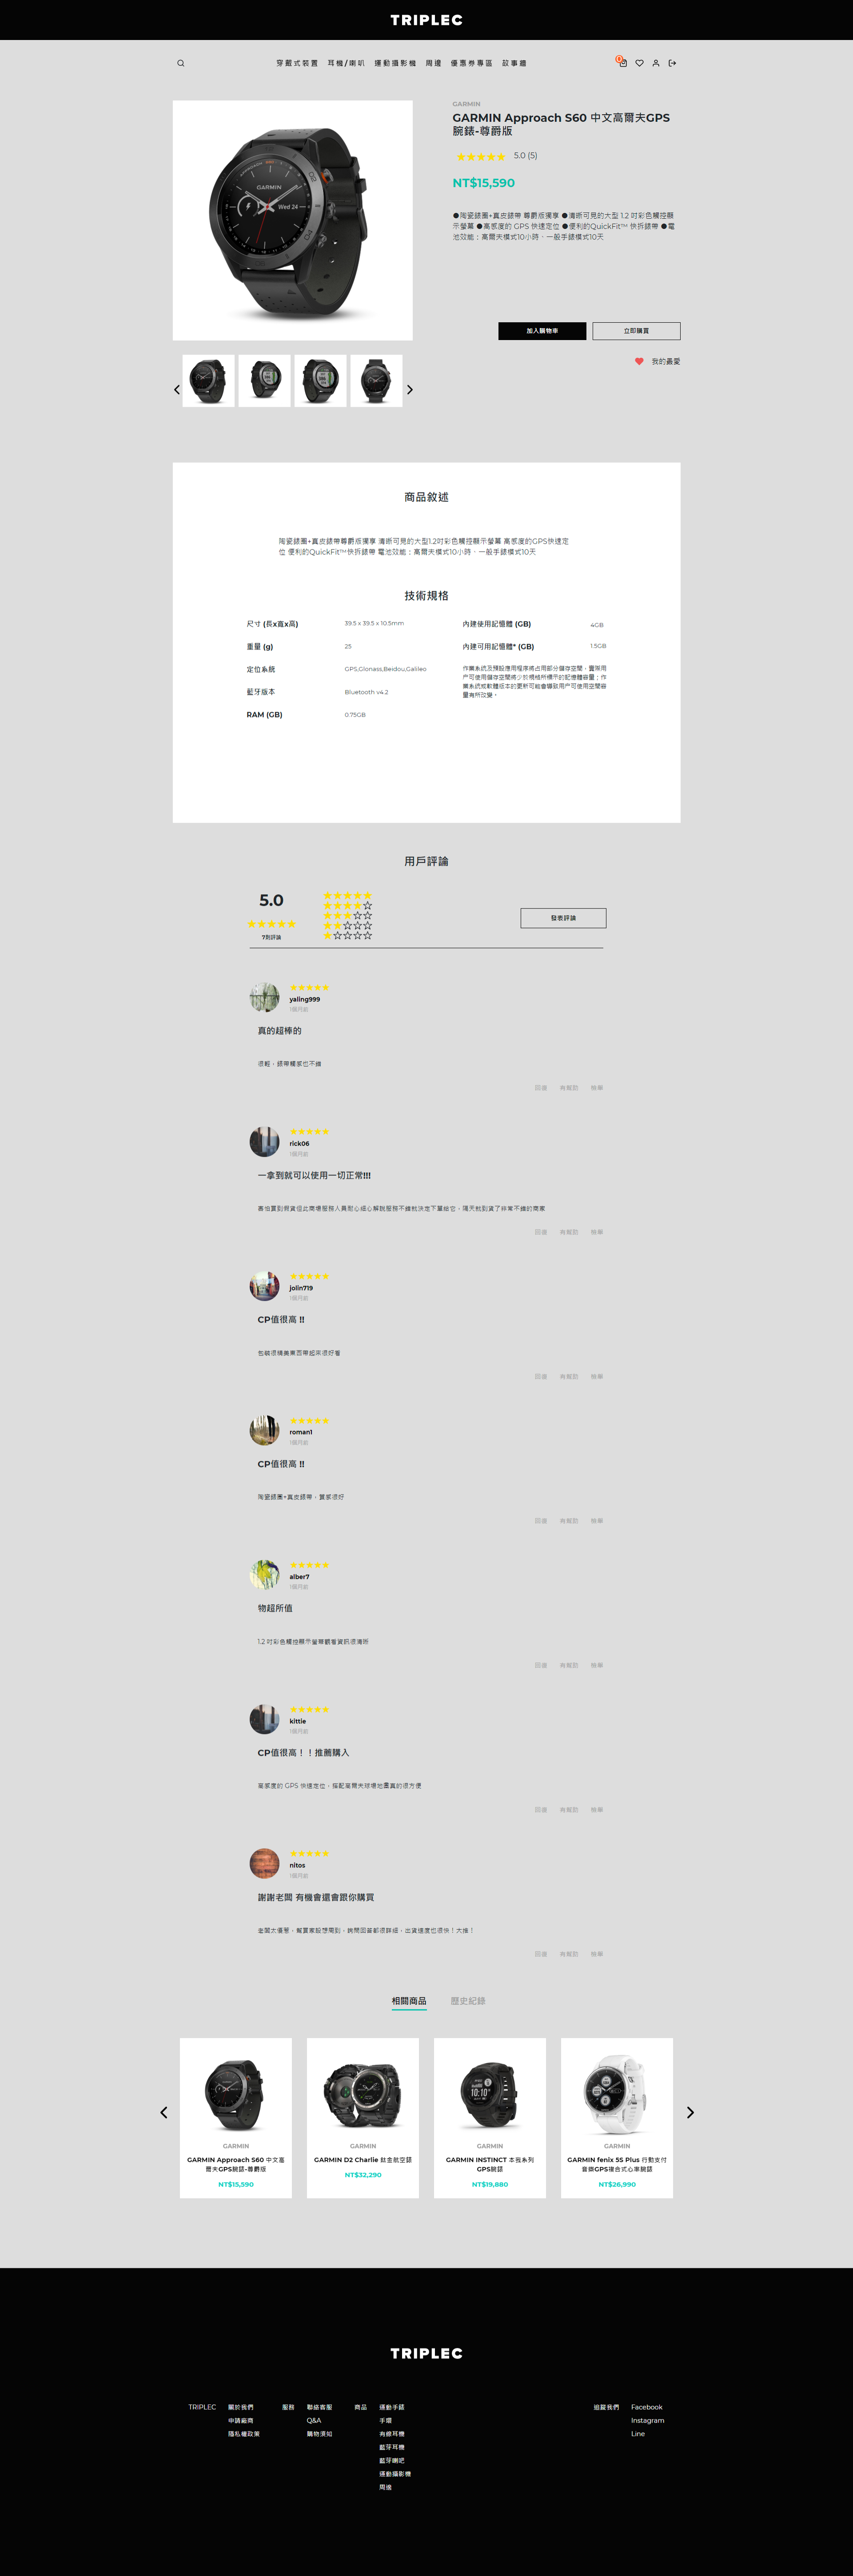 TRIPLEC
穿戴式裝置 耳機/喇叭 運動攝影機 周邊 優惠券專區 故事牆
0
GARMIN
GARMIN Approach S60 中文高爾夫GPS
腕錶-尊爵版
5.0 (5)
NT$15,590
●陶瓷錶圈+真皮錶帶 尊爵版獨享 ●清晰可見的大型 1.2 吋彩色觸控顯
示螢幕 ●高感度的 GPS 快速定位 ●便利的QuickFit™ 快拆錶帶 ●電
池效能：高爾夫模式10小時、一般手錶模式10天
加入購物車 立即購買
我的最愛
商品敘述
陶瓷錶圈+真皮錶帶尊爵版獨享 清晰可見的大型1.2吋彩色觸控顯示螢幕 高感度的GPS快速定
位 便利的QuickFit™快拆錶帶 電池效能：高爾夫模式10小時、一般手錶模式10天
技術規格
尺寸 (長x寬x高) 39.5 x 39.5 x 10.5mm 內建使用記憶體 (GB) 4GB
重量 (g) 25 內建可用記憶體* (GB) 1.5GB
定位系統 GPS,Glonass,Beidou,Galileo
藍牙版本 Bluetooth v4.2
RAM (GB) 0.75GB
作業系統及預設應用程序將占用部分儲存空間，實際用
戶可使用儲存空間將少於規格所標示的記憶體容量；作
業系統或軟體版本的更新可能會導致用戶可使用空間容
量有所改變。
用戶評論
5.0
7則評論
發表評論
yaling999
1個月前
真的超棒的
很輕，錶帶觸感也不錯
回應 有幫助 檢舉
rick06
1個月前
一拿到就可以使用一切正常!!!
害怕買到假貨但此商場服務人員耐心細心解說服務不錯就決定下單給它，隔天就到貨了非常不錯的商家
回應 有幫助 檢舉
jolin719
1個月前
CP值很高 !!
包裝很精美東西帶起來很好看
回應 有幫助 檢舉
roman1
1個月前
CP值很高 !!
陶瓷錶圈+真皮錶帶，質感很好
回應 有幫助 檢舉
alber7
1個月前
物超所值
1.2 吋彩色觸控顯示螢幕觀看資訊很清晰
回應 有幫助 檢舉
kittie
1個月前
CP值很高！！推薦購入
高感度的 GPS 快速定位，搭配高爾夫球場地圖真的很方便
回應 有幫助 檢舉
nitos
1個月前
謝謝老闆 有機會還會跟你購買
老闆太優質，幫買家設想周到，詢問回答都很詳細，出貨速度也很快！大推！
回應 有幫助 檢舉
相關商品 歷史紀錄
GARMIN
GARMIN Approach S60 中文高
爾夫GPS腕錶-尊爵版
NT$15,590
GARMIN
GARMIN D2 Charlie 鈦金航空錶
NT$32,290
GARMIN
GARMIN INSTINCT 本我系列
GPS腕錶
NT$19,880
GARMIN
GARMIN fenix 5S Plus 行動支付
音樂GPS複合式心率腕錶
NT$26,990
TRIPLEC
TRIPLEC 關於我們 服務 聯絡客服 商品 運動手錶 追蹤我們 Facebook
申請廠商 Q&A 手環 Instagram
隱私權政策 購物須知 有線耳機 Line
藍芽耳機
藍芽喇叭
運動攝影機
周邊